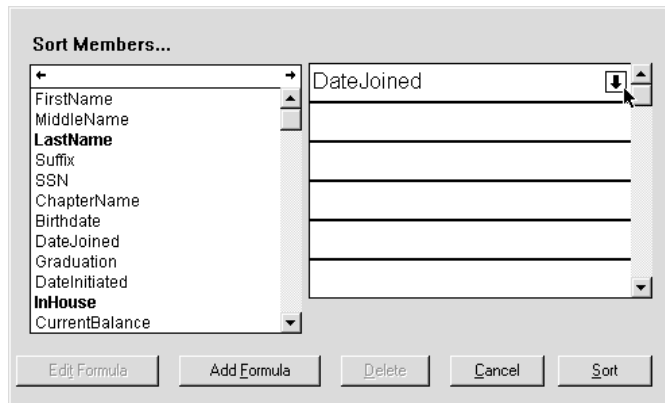 Sort Members...
FirstName
MiddleName
LastName
Suffix
SSN
ChapterName
Birthdate
DateJoined
Graduation
DateInitiated
InHouse
CurrentBalance
DateJoined
Edit Formula
Add Formula
Delete
Cancel
Sort